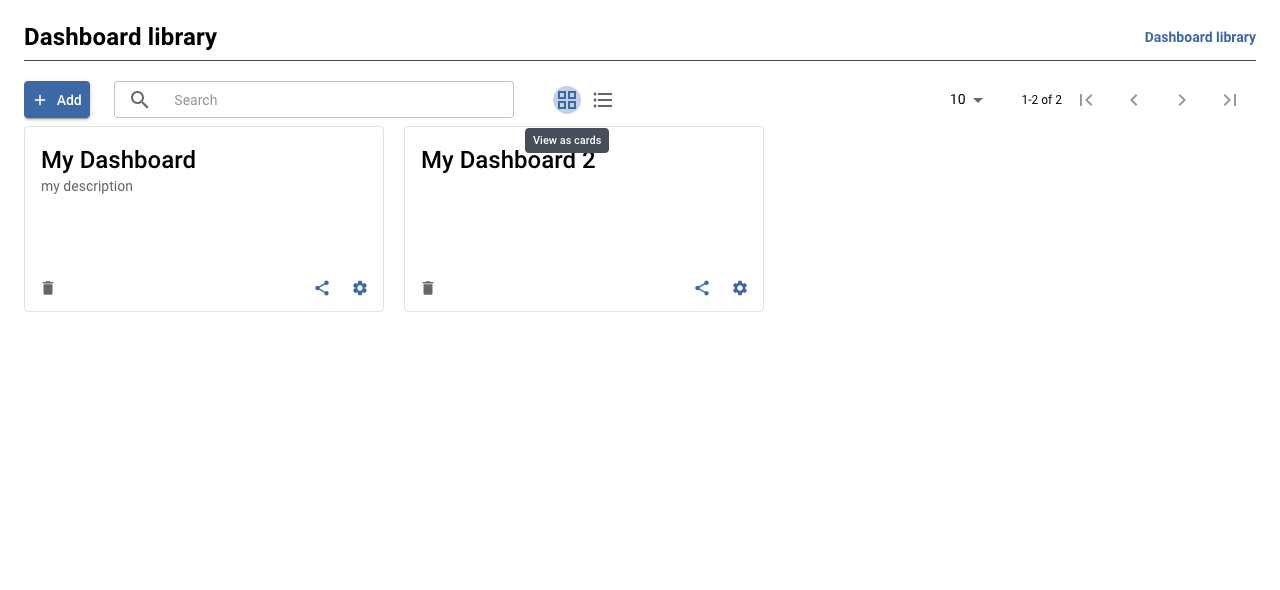 Dashboard library
Dashboard library
Add
Search
10
1-2 of 2
View as cards
My Dashboard
my description
My Dashboard 2